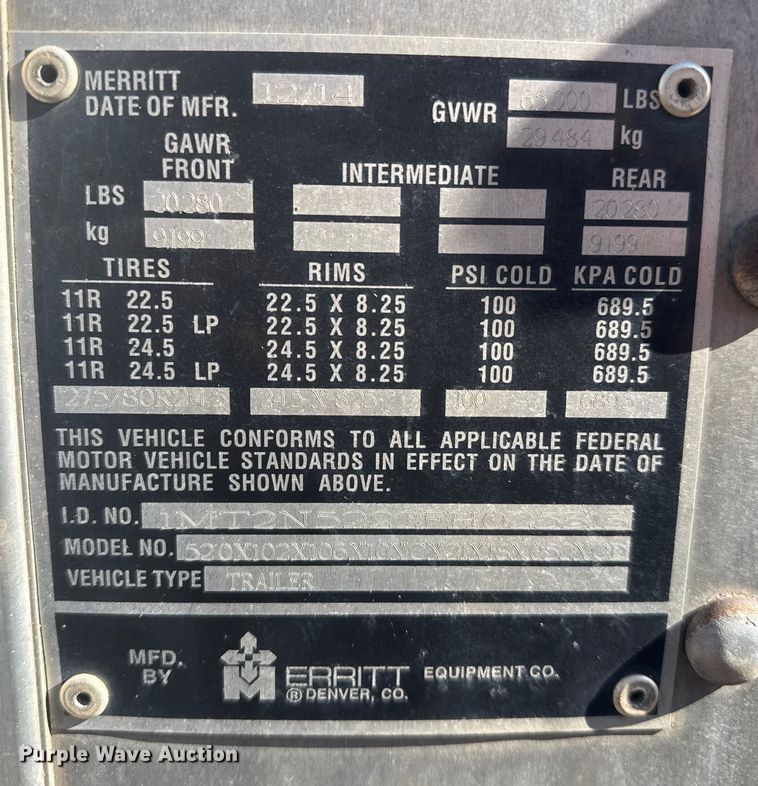 MERRITT
DATE OF MFR. 12/14
GVWR 65,000 LBS
29484 kg
GAWR
FRONT INTERMEDIATE REAR
LBS 20,280 20,280
kg 9199 9199
TIRES RIMS PSI COLD KPA COLD
11R 22.5 22.5 X 8.25 100 689.5
11R 22.5 LP 22.5 X 8.25 100 689.5
11R 24.5 24.5 X 8.25 100 689.5
11R 24.5 LP 24.5 X 8.25 100 689.5
275/80R24.5 24.5 X 8.25 100 689.5
THIS VEHICLE CONFORMS TO ALL APPLICABLE FEDERAL
MOTOR VEHICLE STANDARDS IN EFFECT ON THE DATE OF
MANUFACTURE SHOWN ABOVE.
I.D. NO.
MODEL NO.
VEHICLE TYPE TRAILER
MFD.
BY
M ERRITT EQUIPMENT CO.
® DENVER, CO.
Purple Wave Auction